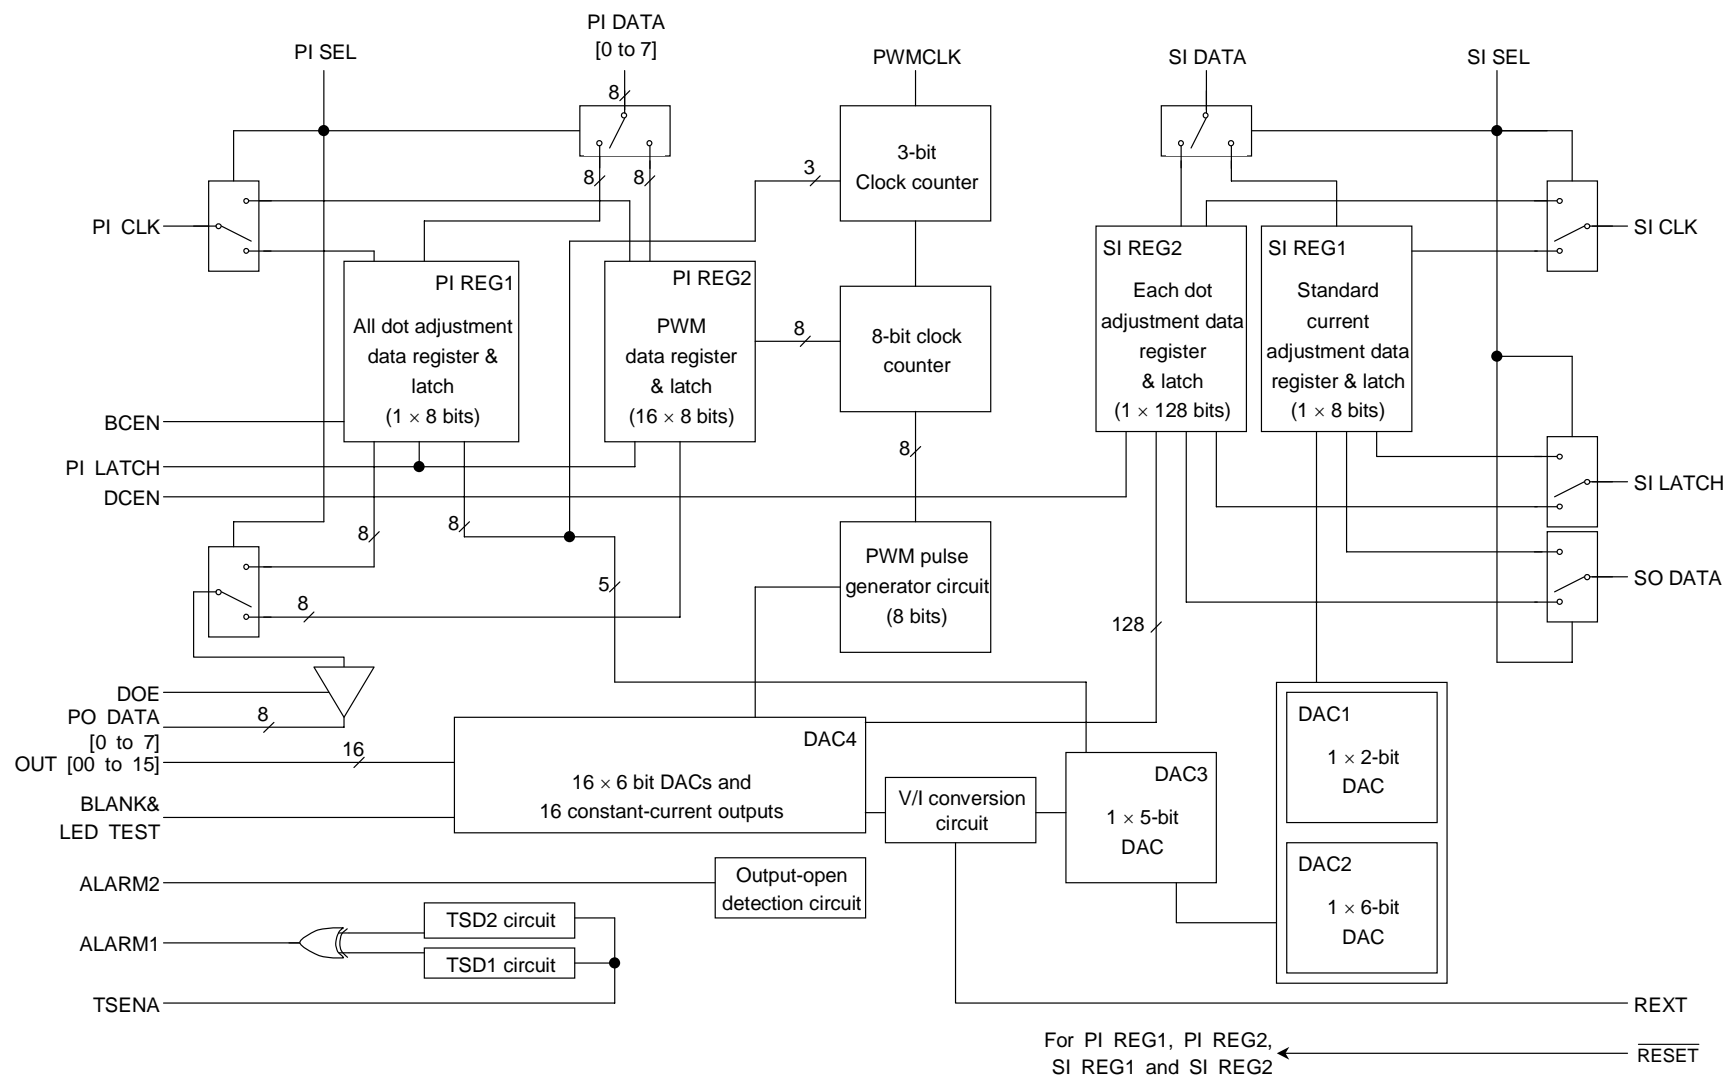 PI DATA
[0 to 7]
PI SEL
PWMCLK
SI DATA
SI SEL
8
8
8
3
3-bit
Clock counter
PI CLK
SI CLK
PI REG1
All dot adjustment
data register &
latch
(1 × 8 bits)
PI REG2
PWM
data register
& latch
(16 × 8 bits)
8
8-bit clock
counter
SI REG2
Each dot
adjustment data
register
& latch
(1 × 128 bits)
SI REG1
Standard
current
adjustment data
register & latch
(1 × 8 bits)
BCEN
PI LATCH
DCEN
8
SI LATCH
8
8
5
8
PWM pulse
generator circuit
(8 bits)
SO DATA
128
DOE
PO DATA
[0 to 7]
8
OUT [00 to 15]
16
BLANK&
LED TEST
DAC4
16 × 6 bit DACs and
16 constant-current outputs
V/I conversion
circuit
DAC3
1 × 5-bit
DAC
DAC1
1 × 2-bit
DAC
DAC2
1 × 6-bit
DAC
ALARM2
Output-open
detection circuit
ALARM1
TSD2 circuit
TSD1 circuit
TSENA
REXT
For PI REG1, PI REG2,
SI REG1 and SI REG2
RESET